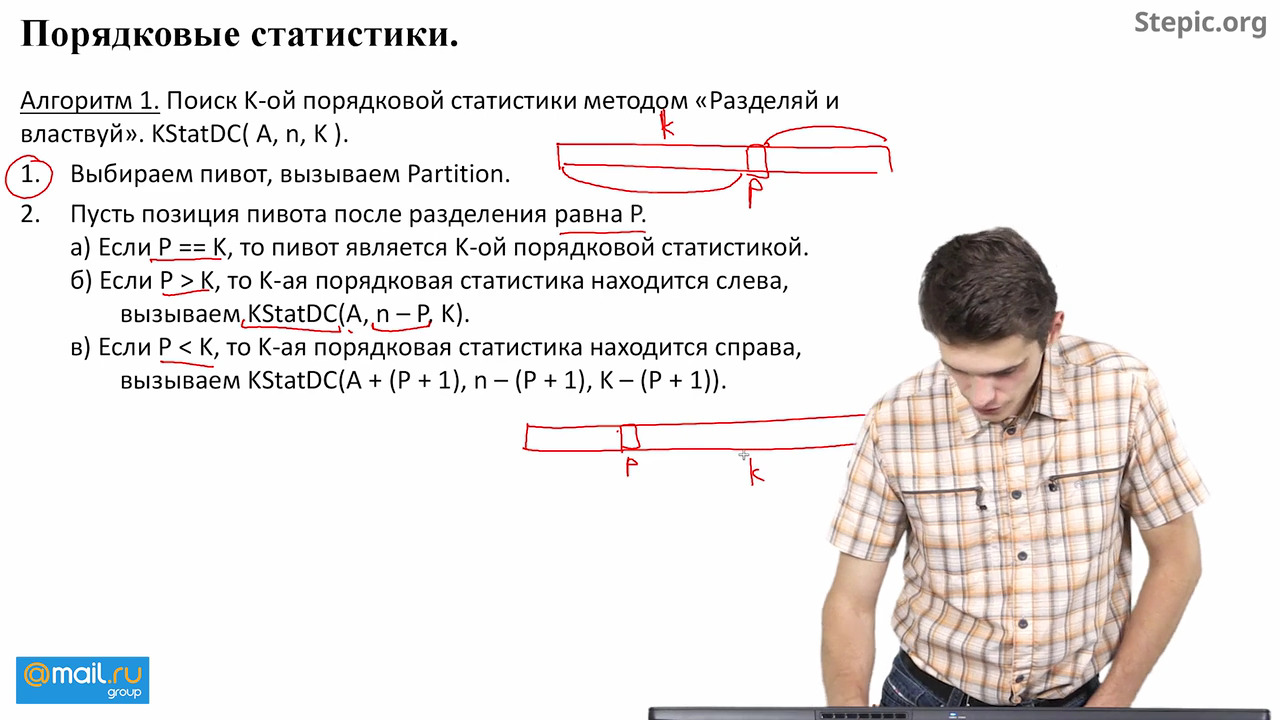 Порядковые статистики.
Stepic.org
Алгоритм 1. Поиск K-ой порядковой статистики методом «Разделяй и
властвуй». KStatDC( A, n, K ).
k
1. Выбираем пивот, вызываем Partition.
P
2. Пусть позиция пивота после разделения равна P.
а) Если P == K, то пивот является K-ой порядковой статистикой.
б) Если P > K, то K-ая порядковая статистика находится слева,
вызываем KStatDC(A, n – P, K).
в) Если P < K, то K-ая порядковая статистика находится справа,
вызываем KStatDC(A + (P + 1), n – (P + 1), K – (P + 1)).
P
k
@mail.ru
group